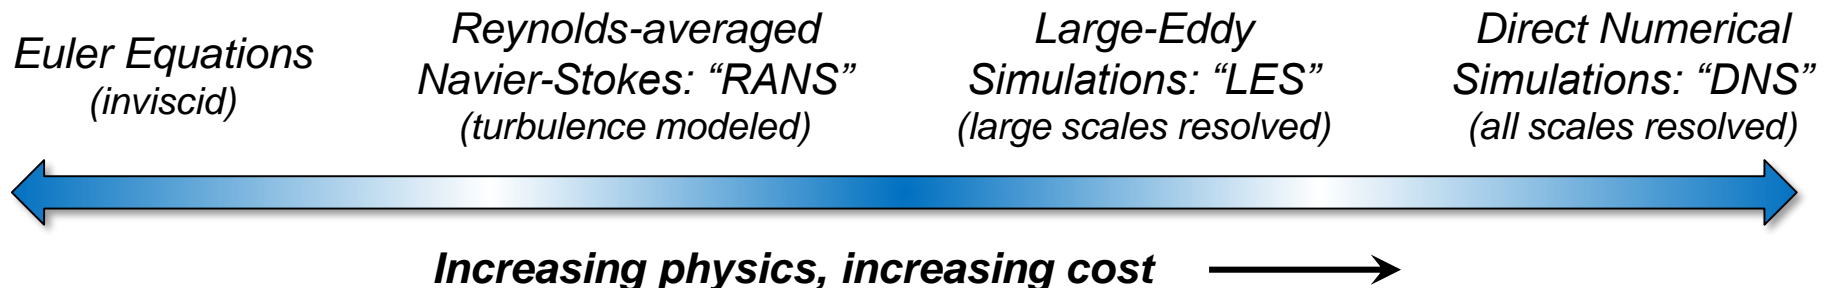 Euler Equations
(inviscid)
Reynolds-averaged
Navier-Stokes: “RANS”
(turbulence modeled)
Large-Eddy
Simulations: “LES”
(large scales resolved)
Direct Numerical
Simulations: “DNS”
(all scales resolved)
Increasing physics, increasing cost